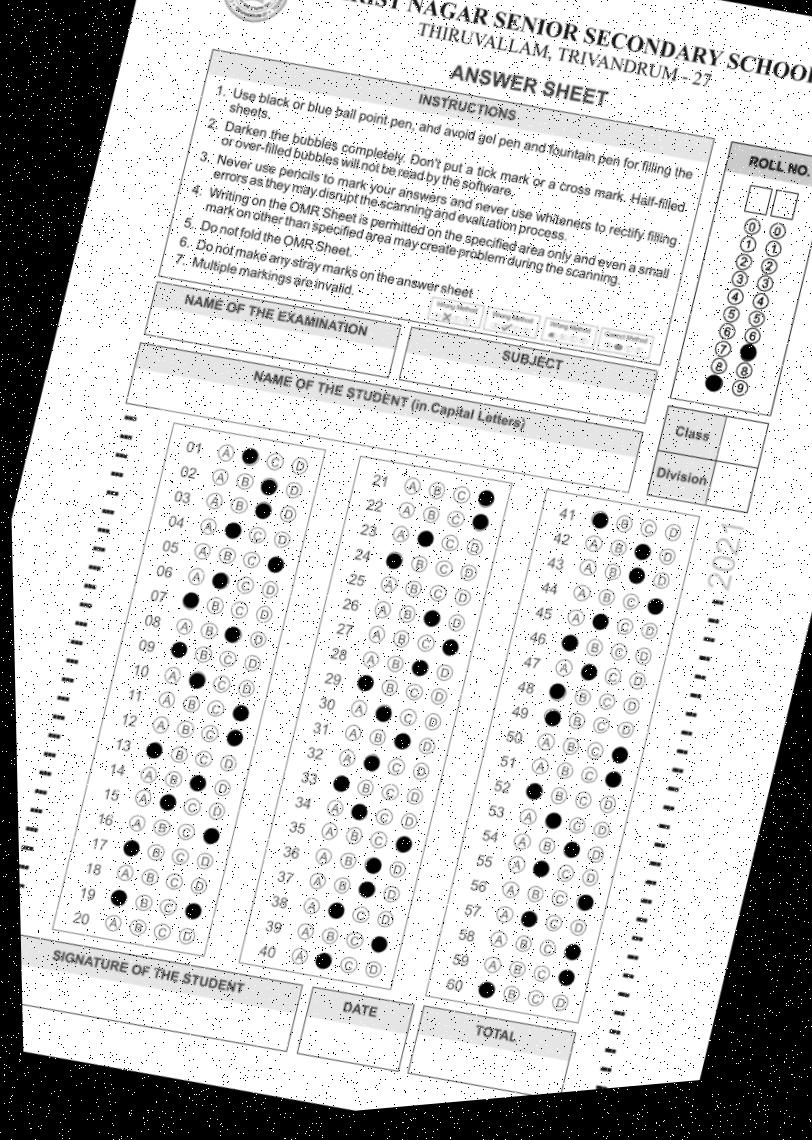 NAGAR SENIOR SECONDARY SCHOOL
THIRUVALLAM, TRIVANDRUM - 27
ANSWER SHEET
INSTRUCTIONS
1. Use black or blue ball point pen, and avoid gel pen and fountain pen for filling the
sheets.
2. Darken the bubbles completely. Don't put a tick mark or a cross mark. Half-filled
or over-filled bubbles will not be read by the software.
3. Never use pencils to mark your answers and never use whiteners to rectify filling
errors as they may disrupt the scanning and evaluation process.
4. Writing on the OMR Sheet is permitted on the specified area only and even a small
mark on other than specified area may create problem during the scanning.
5. Do not fold the OMR Sheet.
6. Do not make any stray marks on the answer sheet
7. Multiple markings are invalid.
ROLL NO.
0 0
1 1
2 2
3 3
4 4
5 5
6 6
7
8 8
9
NAME OF THE EXAMINATION
SUBJECT
NAME OF THE STUDENT (in Capital Letters)
Class
Division
01 A C D
02 A B D
03 A B D
04 A C D
05 A B C
06 A C D
07 B C D
08 A B D
09 B C D
10 A C D
11 A B C
12 A B C
13 B C D
14 A B D
15 A C D
16 A B C
17 B C D
18 A B C D
19 B C
20 A B C D
21 A B C
22 A B C
23 A C D
24 B C D
25 A B C D
26 A B D
27 A B C
28 A B D
29 B C D
30 A C D
31 A B D
32 A C D
33 B C D
34 A C D
35 A B C
36 A B D
37 A B D
38 A C D
39 A B C
40 A C D
41 B C D
42 A B D
43 A B D
44 A B C
45 A C D
46 B C D
47 A C D
48 B C D
49 B C D
50 A B C
51 A B C
52 B C D
53 A C D
54 A B D
55 A C D
56 A B C
57 A C D
58 A B C
59 A B C
60 B C D
2021
SIGNATURE OF THE STUDENT
DATE
TOTAL